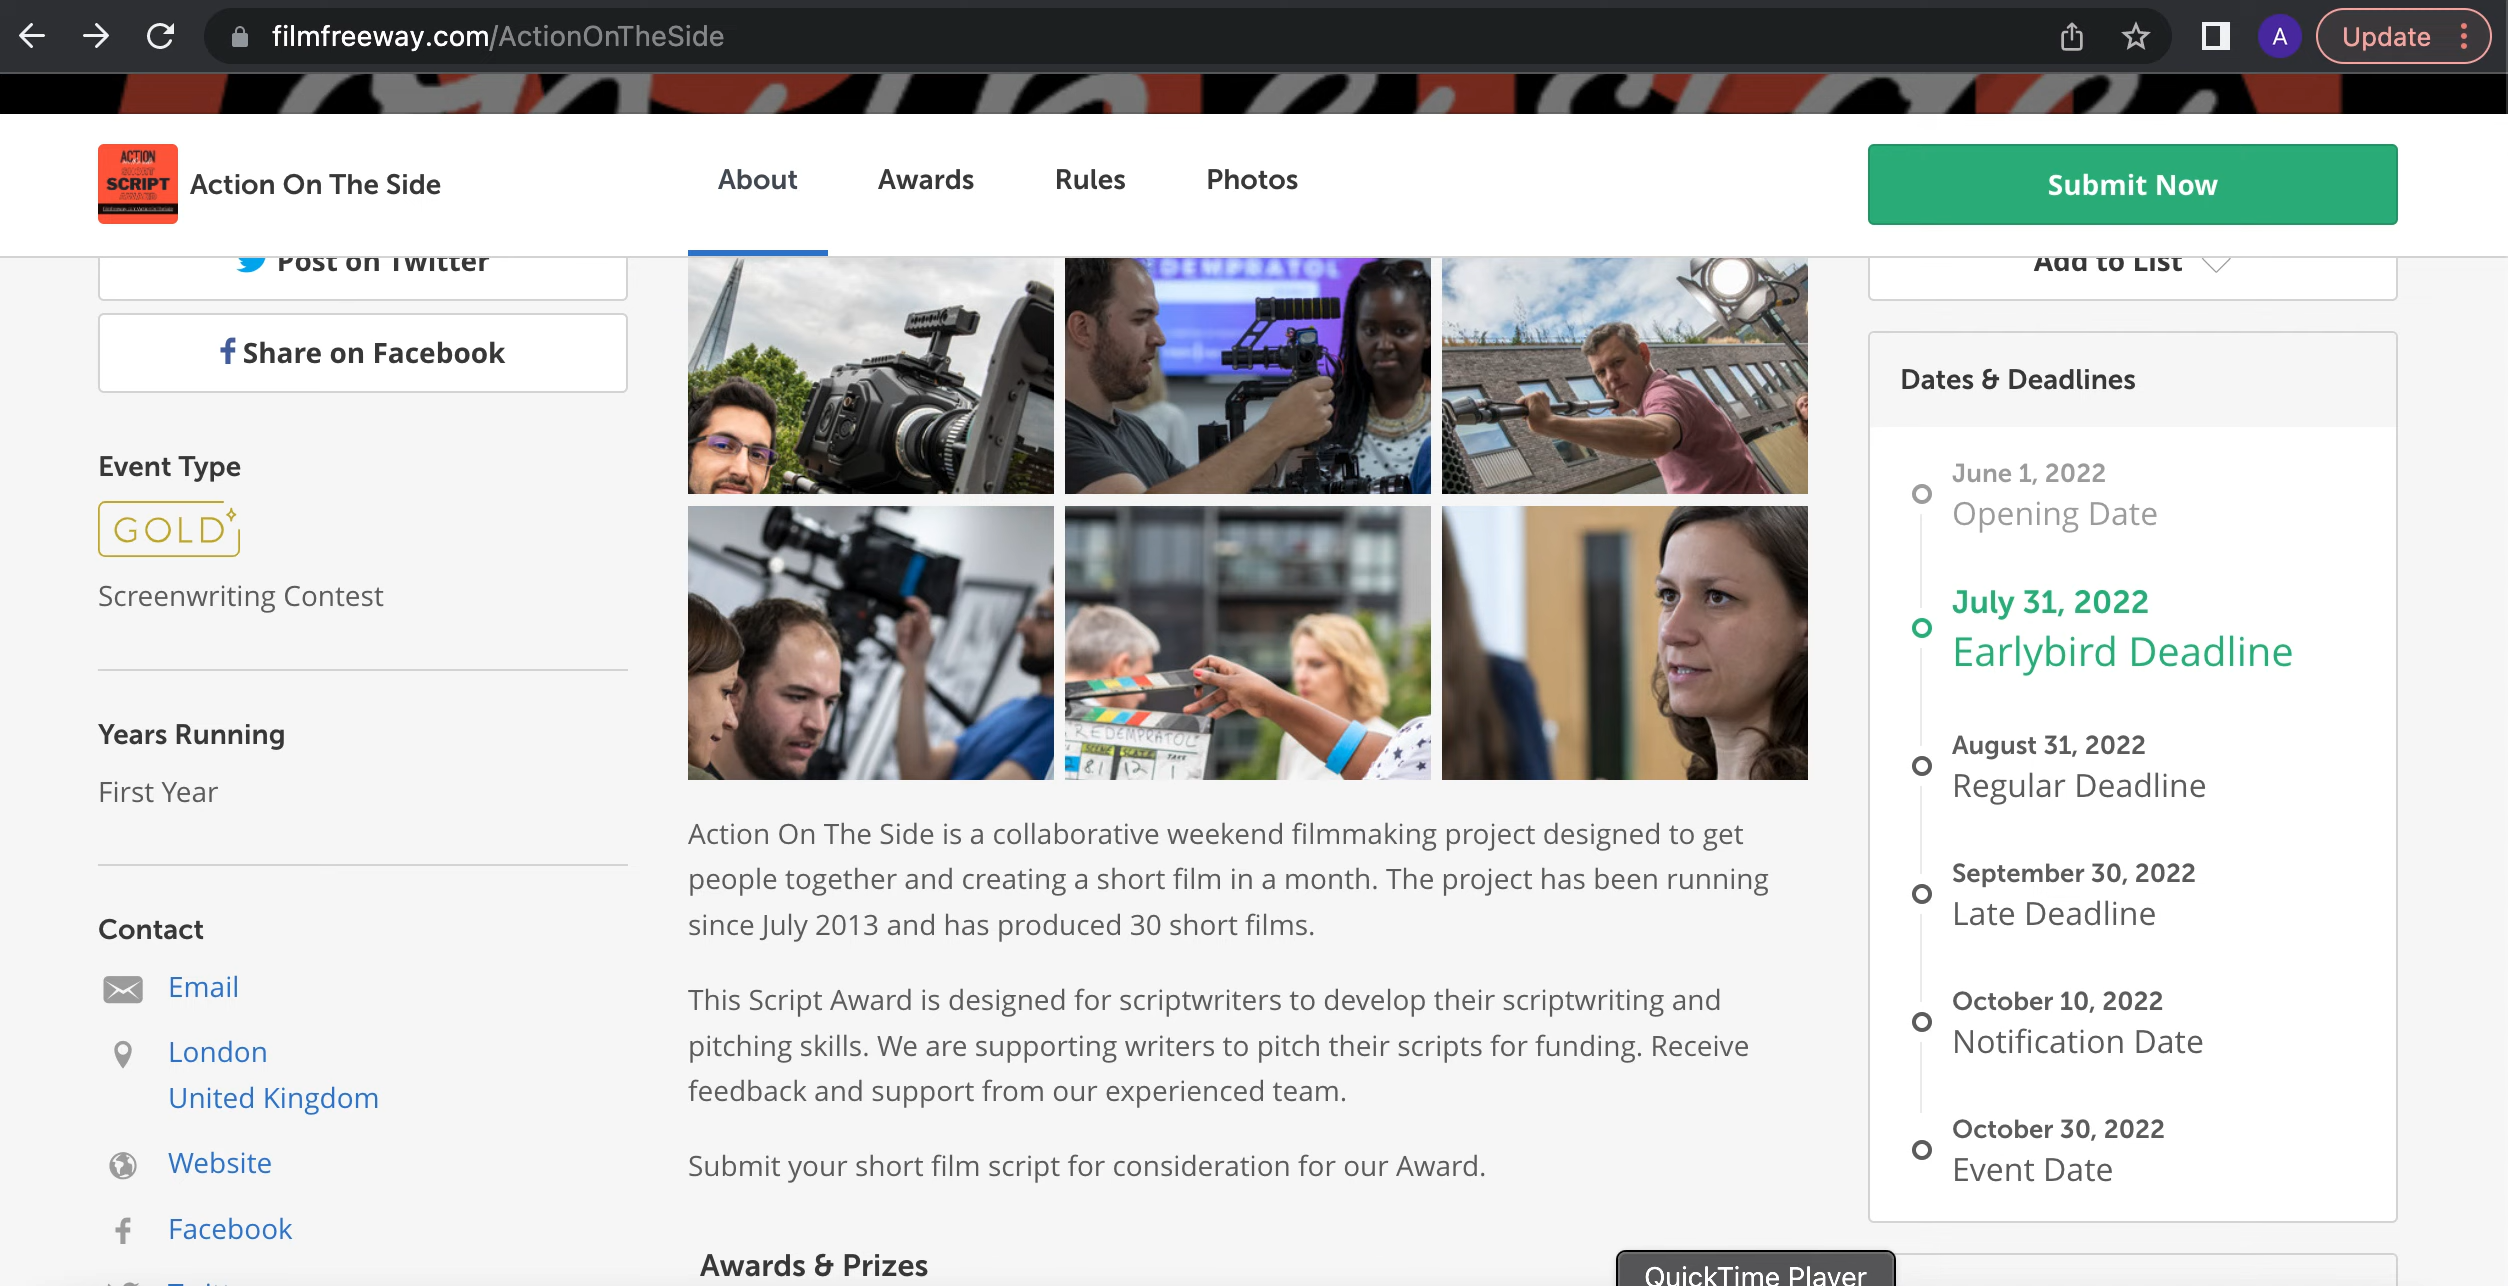 filmfreeway.com/ActionOnTheSide
A
Update
ACTION
SHORT
SCRIPT
Action On The Side
About
Awards
Rules
Photos
Submit Now
Post on Twitter
Share on Facebook
Add to List
Event Type
GOLD
Screenwriting Contest
Years Running
First Year
Contact
Email
London
United Kingdom
Website
Facebook
REDEMPRATOL
Action On The Side is a collaborative weekend filmmaking project designed to get
people together and creating a short film in a month. The project has been running
since July 2013 and has produced 30 short films.
This Script Award is designed for scriptwriters to develop their scriptwriting and
pitching skills. We are supporting writers to pitch their scripts for funding. Receive
feedback and support from our experienced team.
Submit your short film script for consideration for our Award.
Awards & Prizes
Dates & Deadlines
June 1, 2022
Opening Date
July 31, 2022
Earlybird Deadline
August 31, 2022
Regular Deadline
September 30, 2022
Late Deadline
October 10, 2022
Notification Date
October 30, 2022
Event Date
QuickTime Player